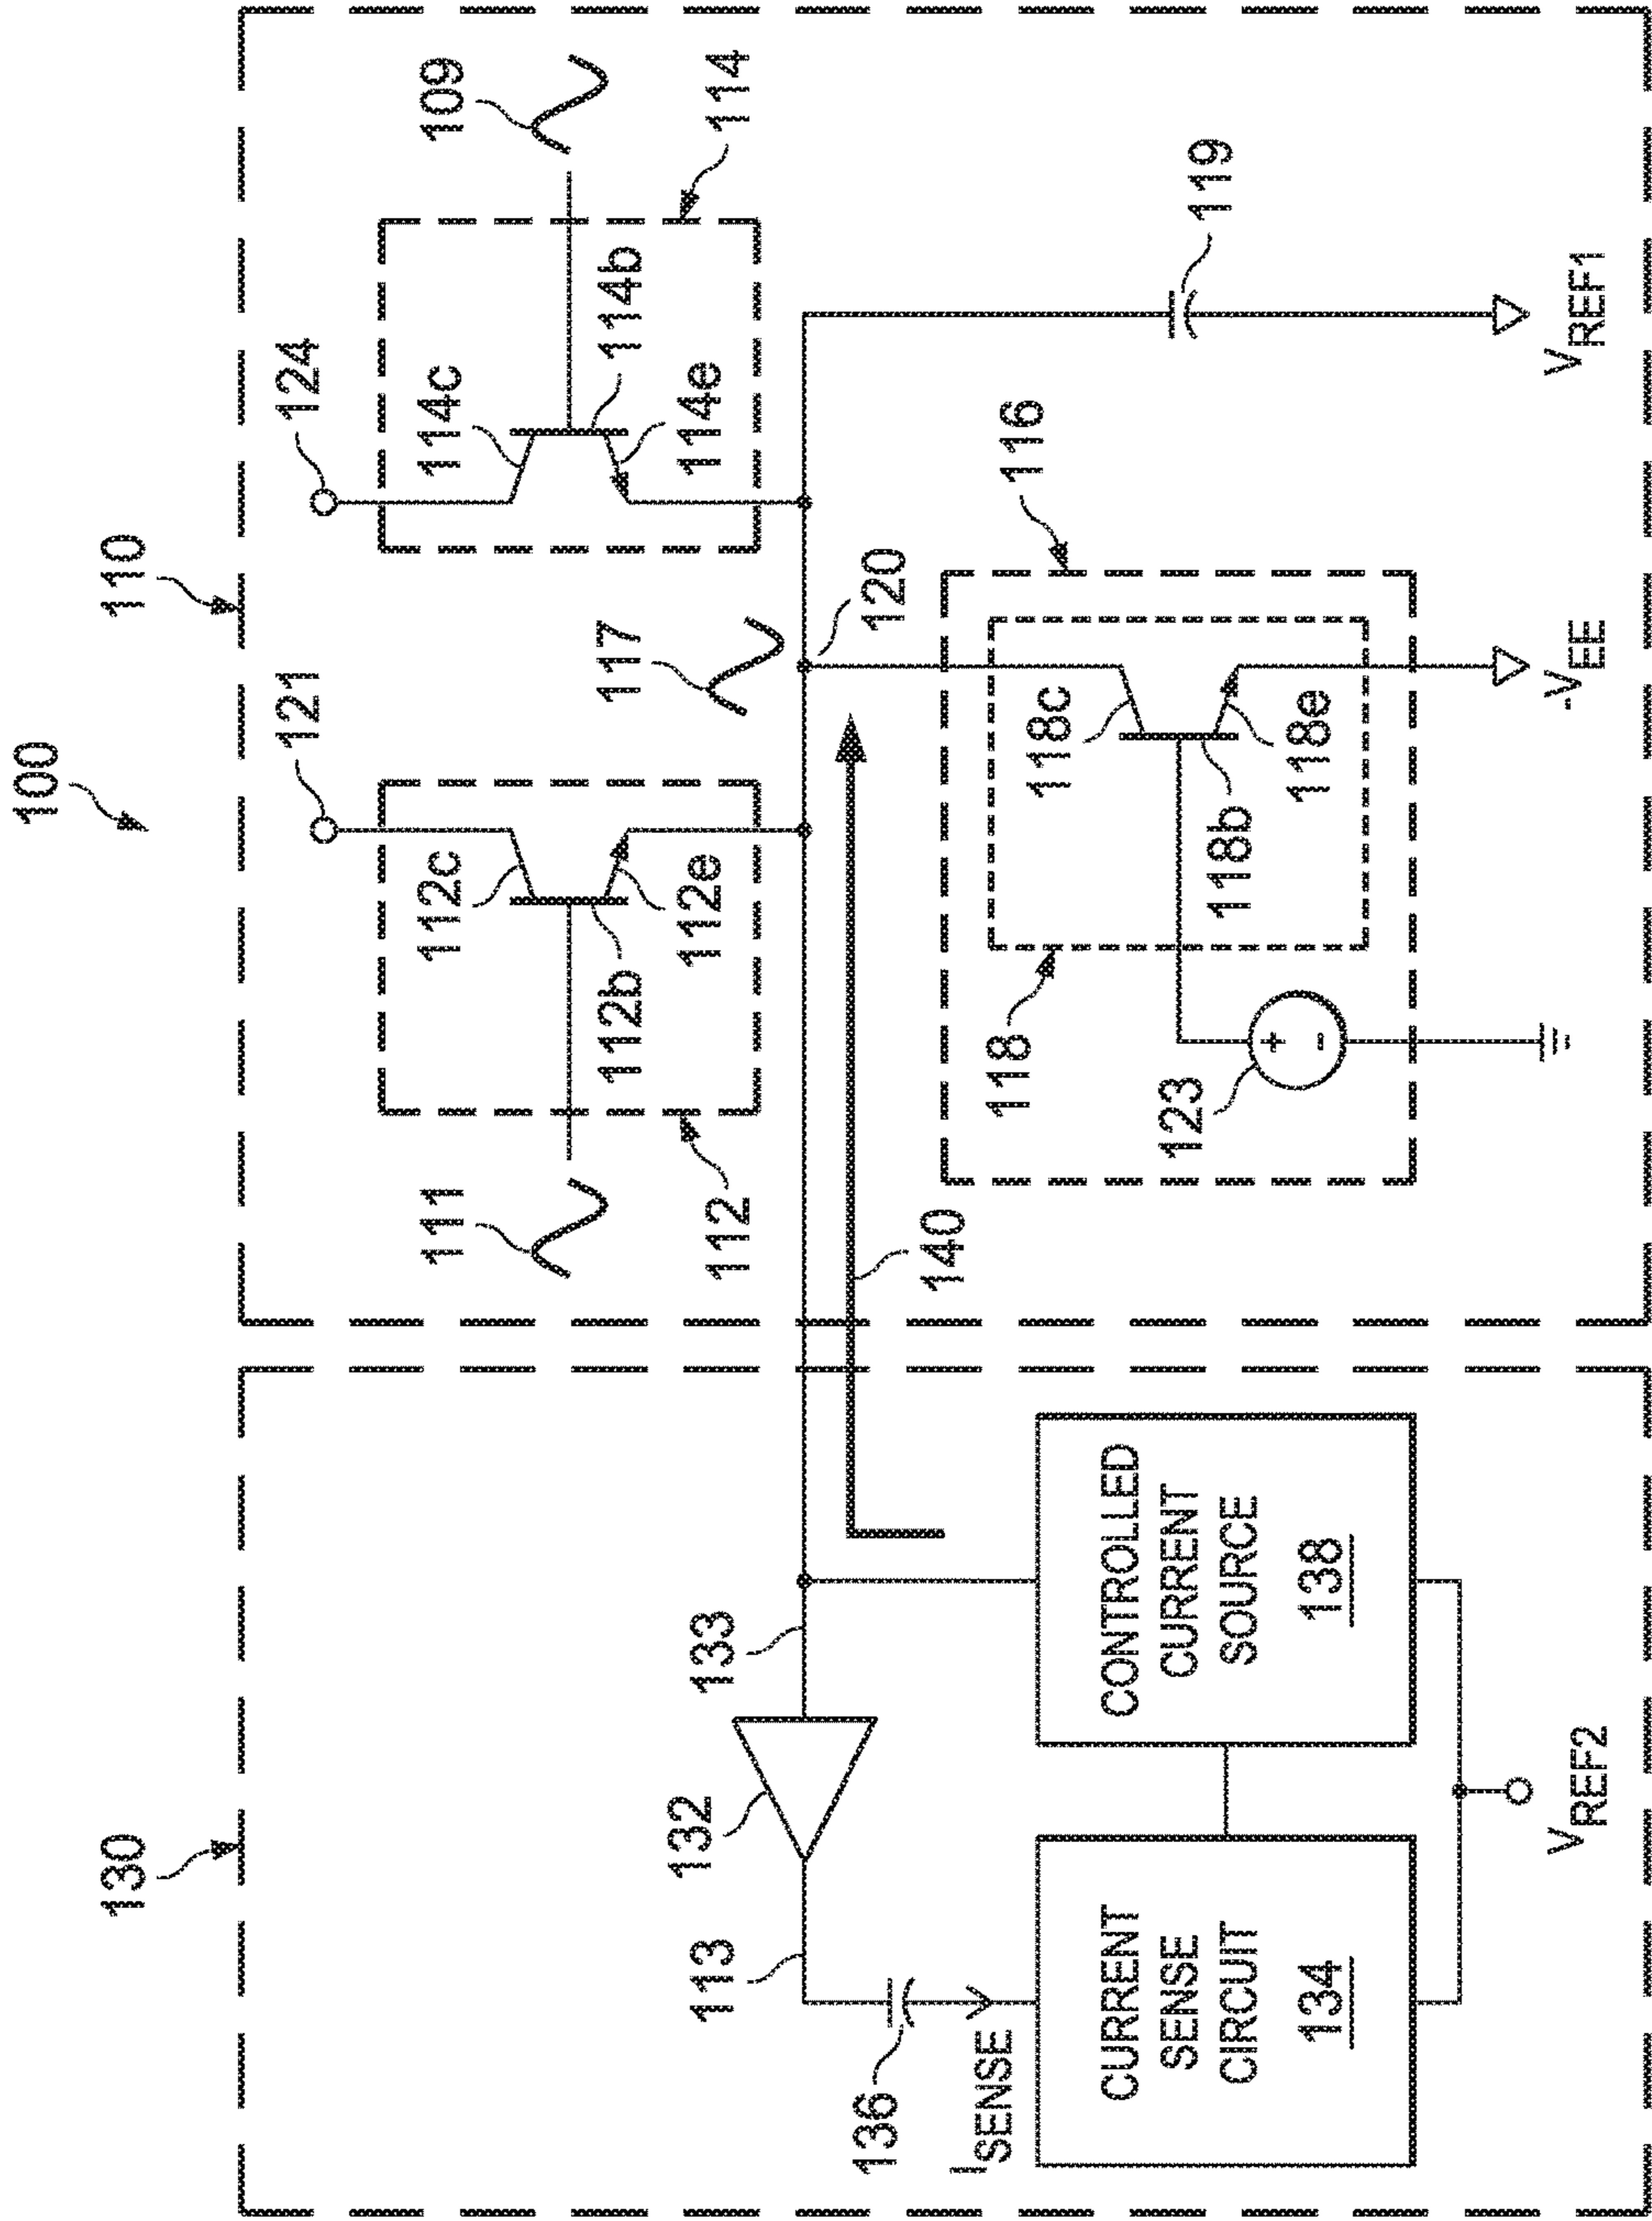 100
130
110
121
124
109
111
112c
112b
112e
112
114c
114b
114e
114
117
120
132
133
113
136
I SENSE
140
CURRENT
SENSE
CIRCUIT
134
CONTROLLED
CURRENT
SOURCE
138
VREF2
116
118
118c
118b
118e
123
+
-
-VEE
119
VREF1